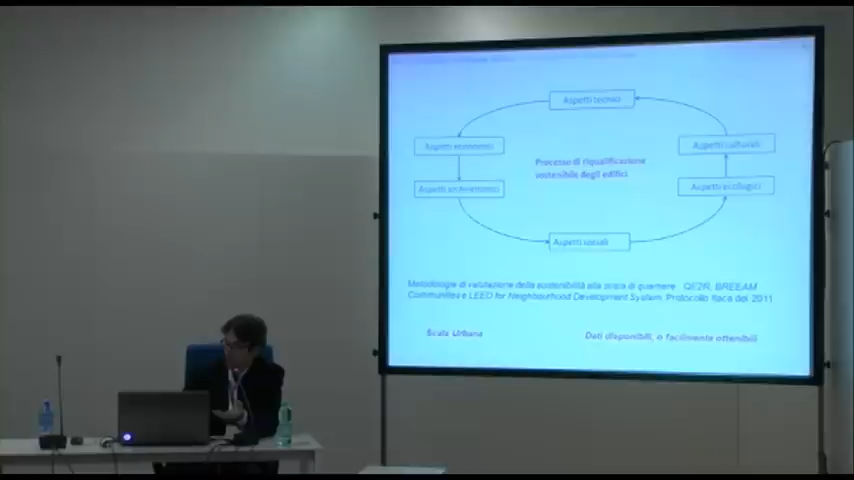 Aspetti tecnici
Aspetti economici
Aspetti culturali
Processo di riqualificazione
sostenibile degli edifici
Aspetti architettonici
Aspetti ecologici
Aspetti sociali
Metodologie di valutazione della sostenibilità alla scala di quartiere QE2R, BREEAM
Communities e LEED for Neighbourhood Development System, Protocollo Itaca del 2011
Scala Urbana
Dati disponibili, o facilmente ottenibili